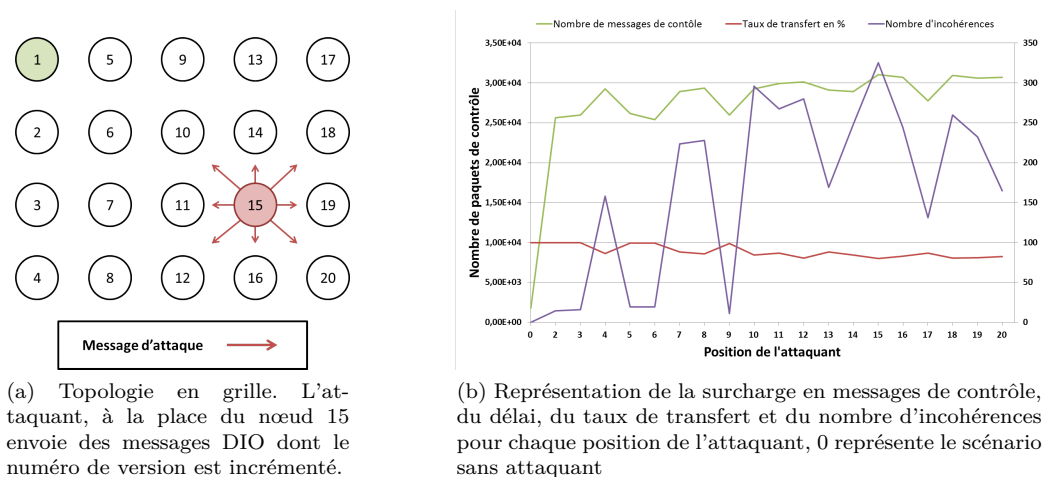 1 5 9 13 17
2 6 10 14 18
3 7 11 15 19
4 8 12 16 20
Message d'attaque
(a) Topologie en grille. L'at-
taquant, à la place du nœud 15
envoie des messages DIO dont le
numéro de version est incrémenté.
Nombre de messages de contôle Taux de transfert en % Nombre d'incohérences
3,50E+04 350
3,00E+04 300
2,50E+04 250
2,00E+04 200
1,50E+04 150
1,00E+04 100
5,00E+03 50
0,00E+00 0
Nombre de paquets de contrôle
0 2 3 4 5 6 7 8 9 10 11 12 13 14 15 16 17 18 19 20
Position de l'attaquant
(b) Représentation de la surcharge en messages de contrôle,
du délai, du taux de transfert et du nombre d'incohérences
pour chaque position de l'attaquant, 0 représente le scénario
sans attaquant